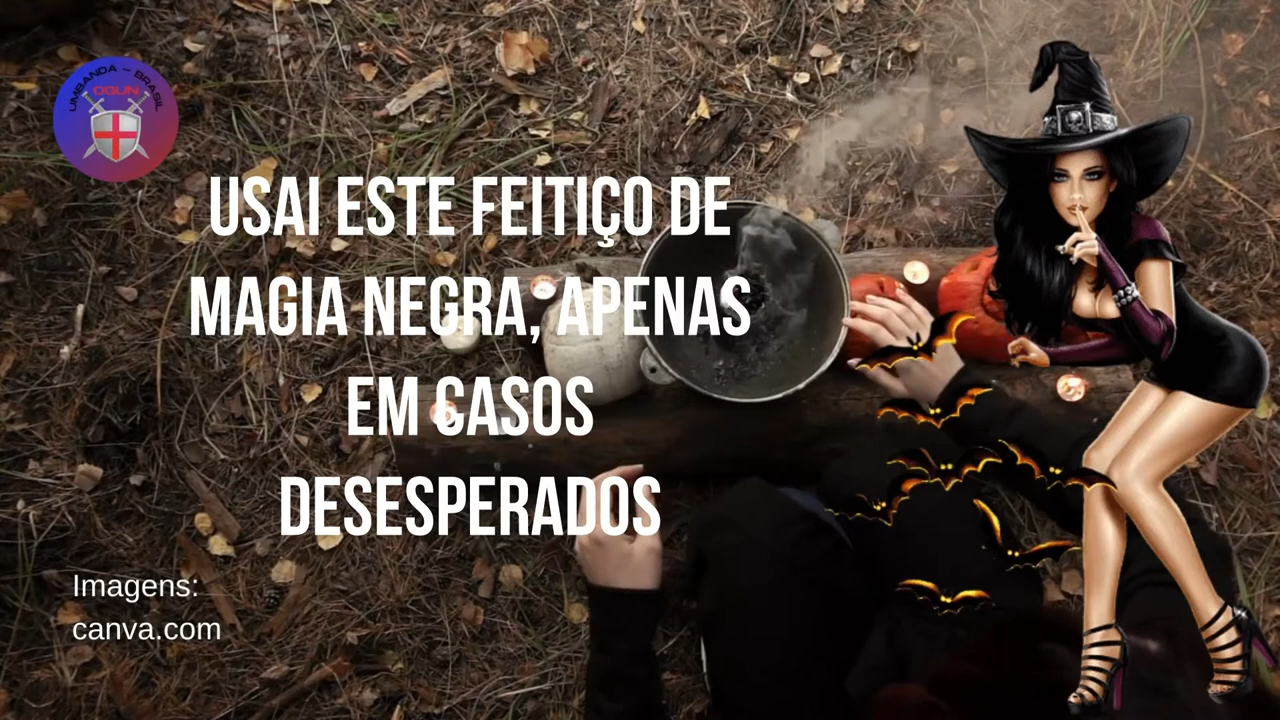 UMBANDA - BRASIL
OGUN
USAI ESTE FEITIÇO DE
MAGIA NEGRA, APENAS
EM CASOS
DESESPERADOS
Imagens:
canva.com